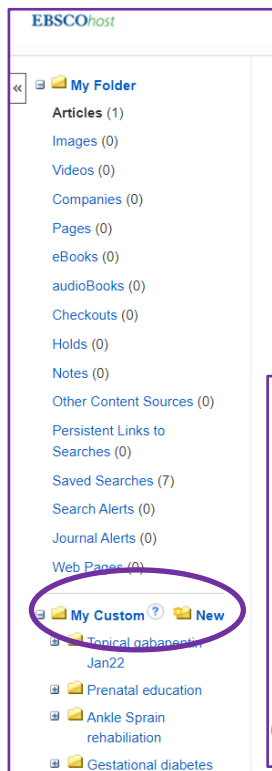 EBSCOhost
«
My Folder
Articles (1)
Images (0)
Videos (0)
Companies (0)
Pages (0)
eBooks (0)
audioBooks (0)
Checkouts (0)
Holds (0)
Notes (0)
Other Content Sources (0)
Persistent Links to
Searches (0)
Saved Searches (7)
Search Alerts (0)
Journal Alerts (0)
Web Pages (0)
My Custom ? New
Topical gabapentin
Jan22
Prenatal education
Ankle Sprain
rehabiliation
Gestational diabetes